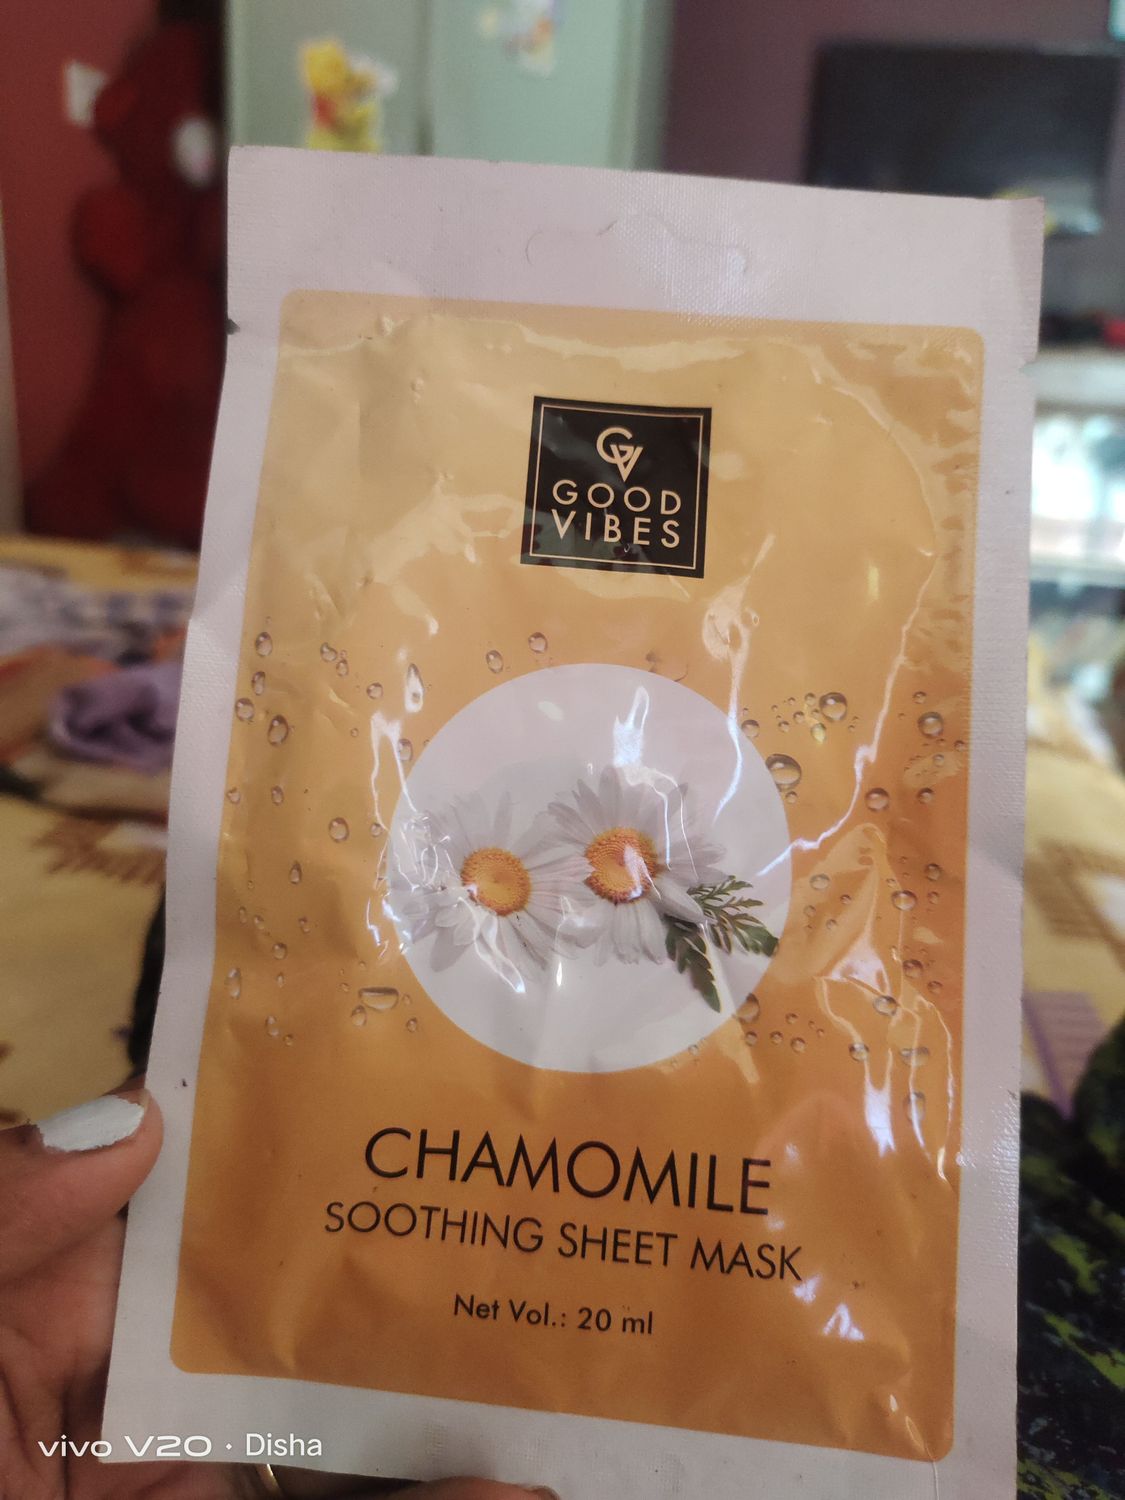 GV
GOOD
VIBES
CHAMOMILE
SOOTHING SHEET MASK
Net Vol.: 20 ml
vivo V20 · Disha